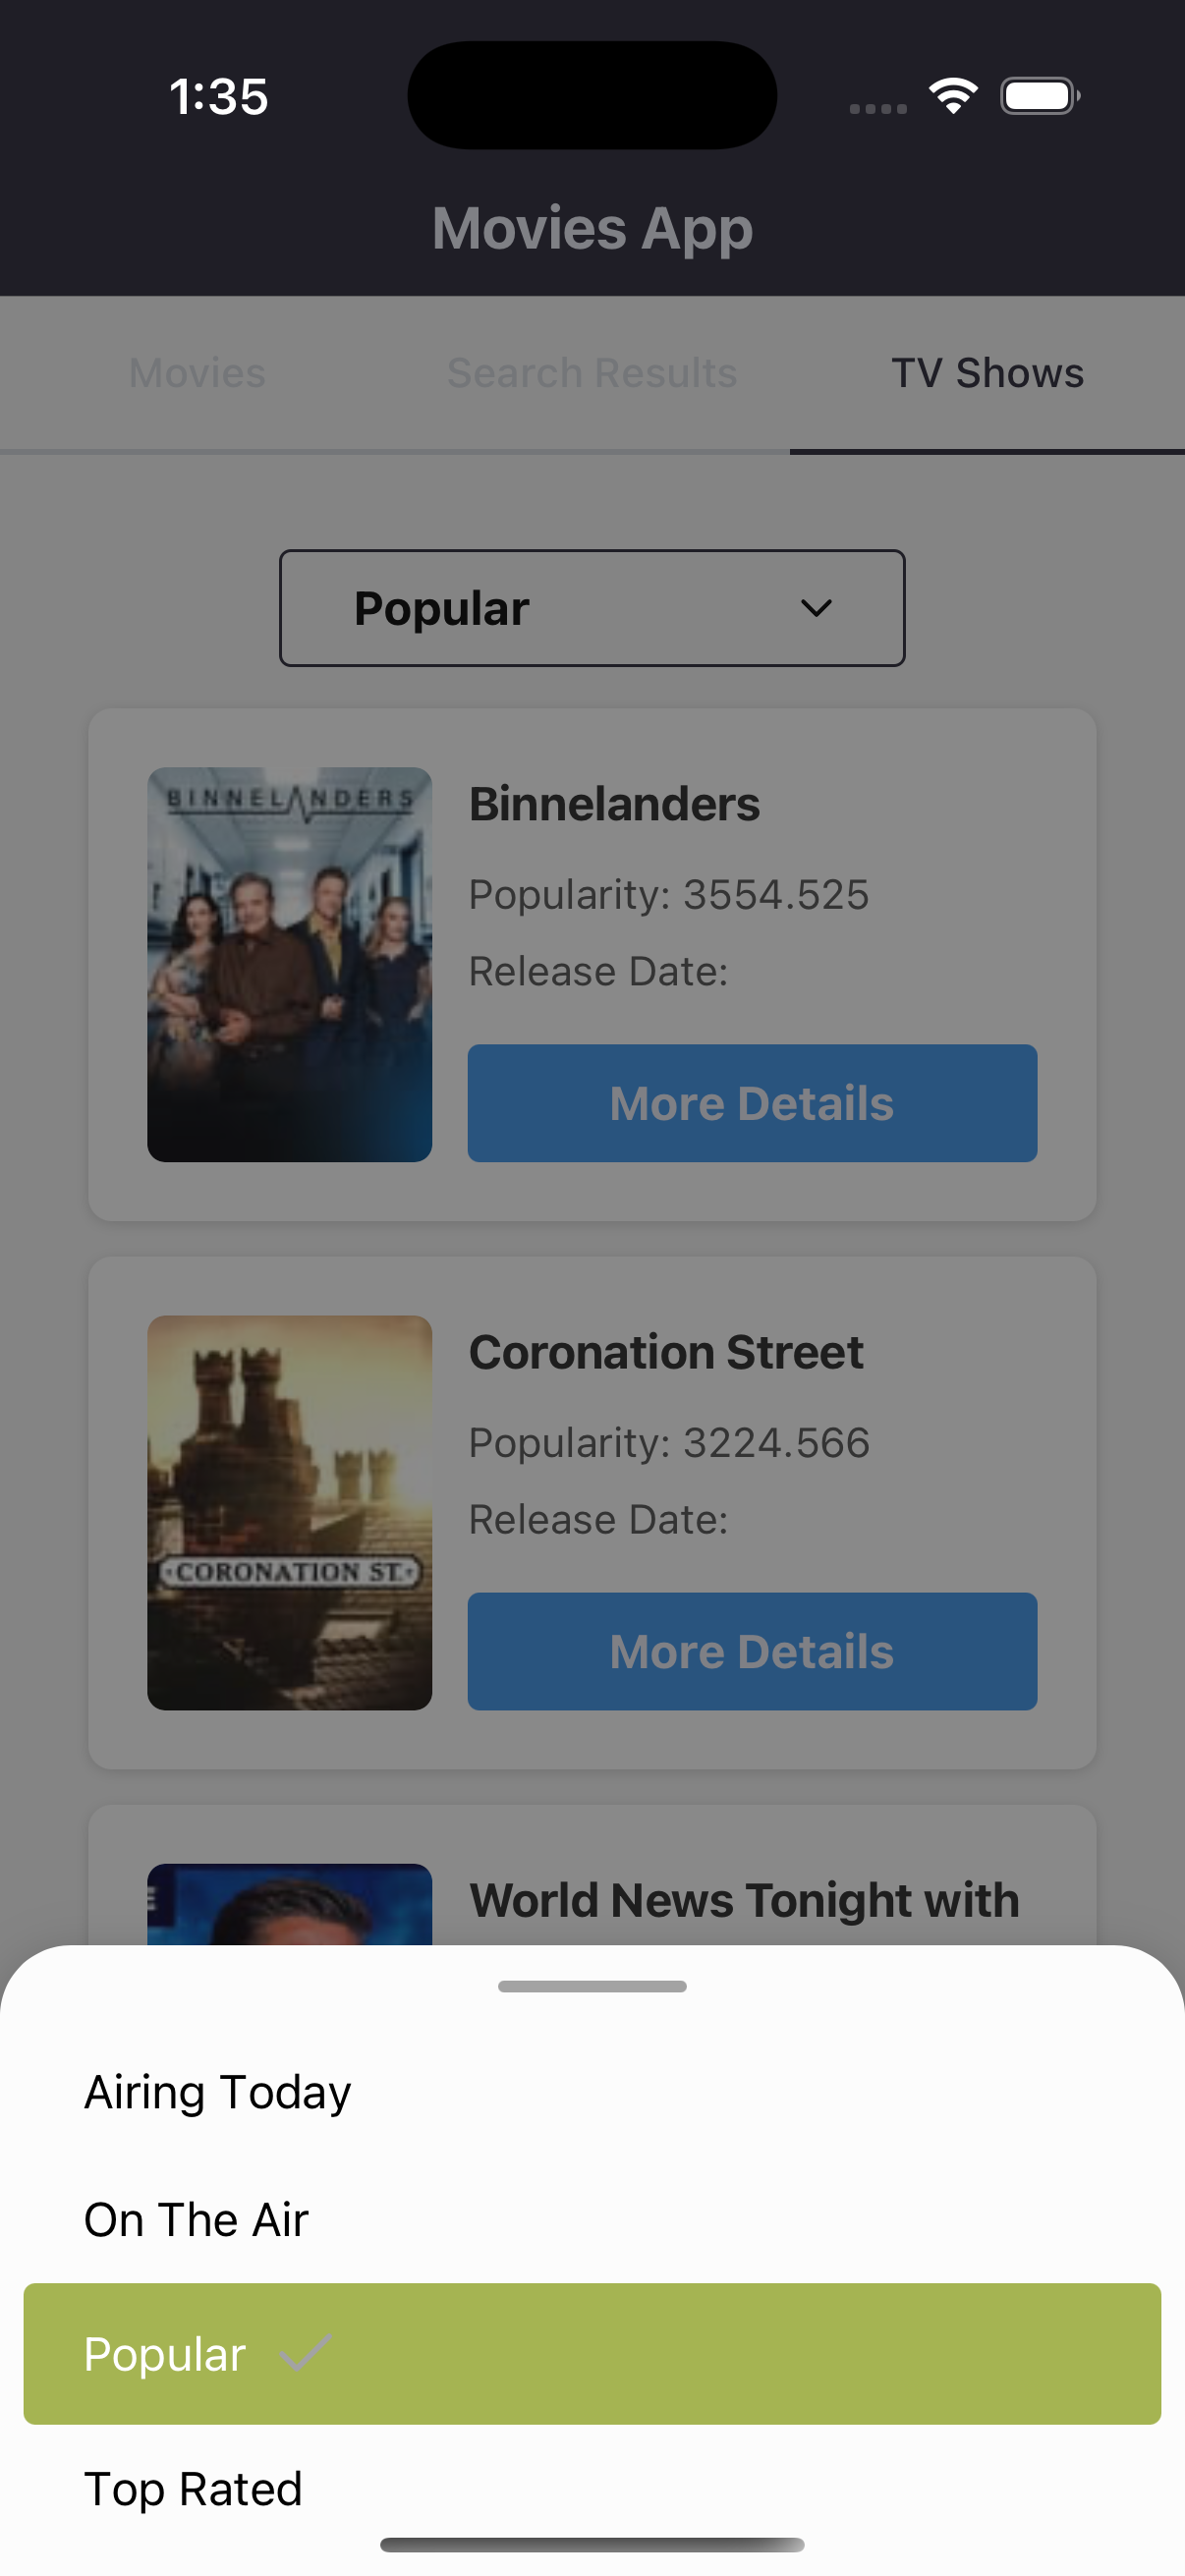 1:35
Movies App
Movies
Search Results
TV Shows
Popular
BINNELANDERS
Binnelanders
Popularity: 3554.525
Release Date:
More Details
CORONATION ST.
Coronation Street
Popularity: 3224.566
Release Date:
More Details
E
World News Tonight with
Airing Today
On The Air
Popular
Top Rated